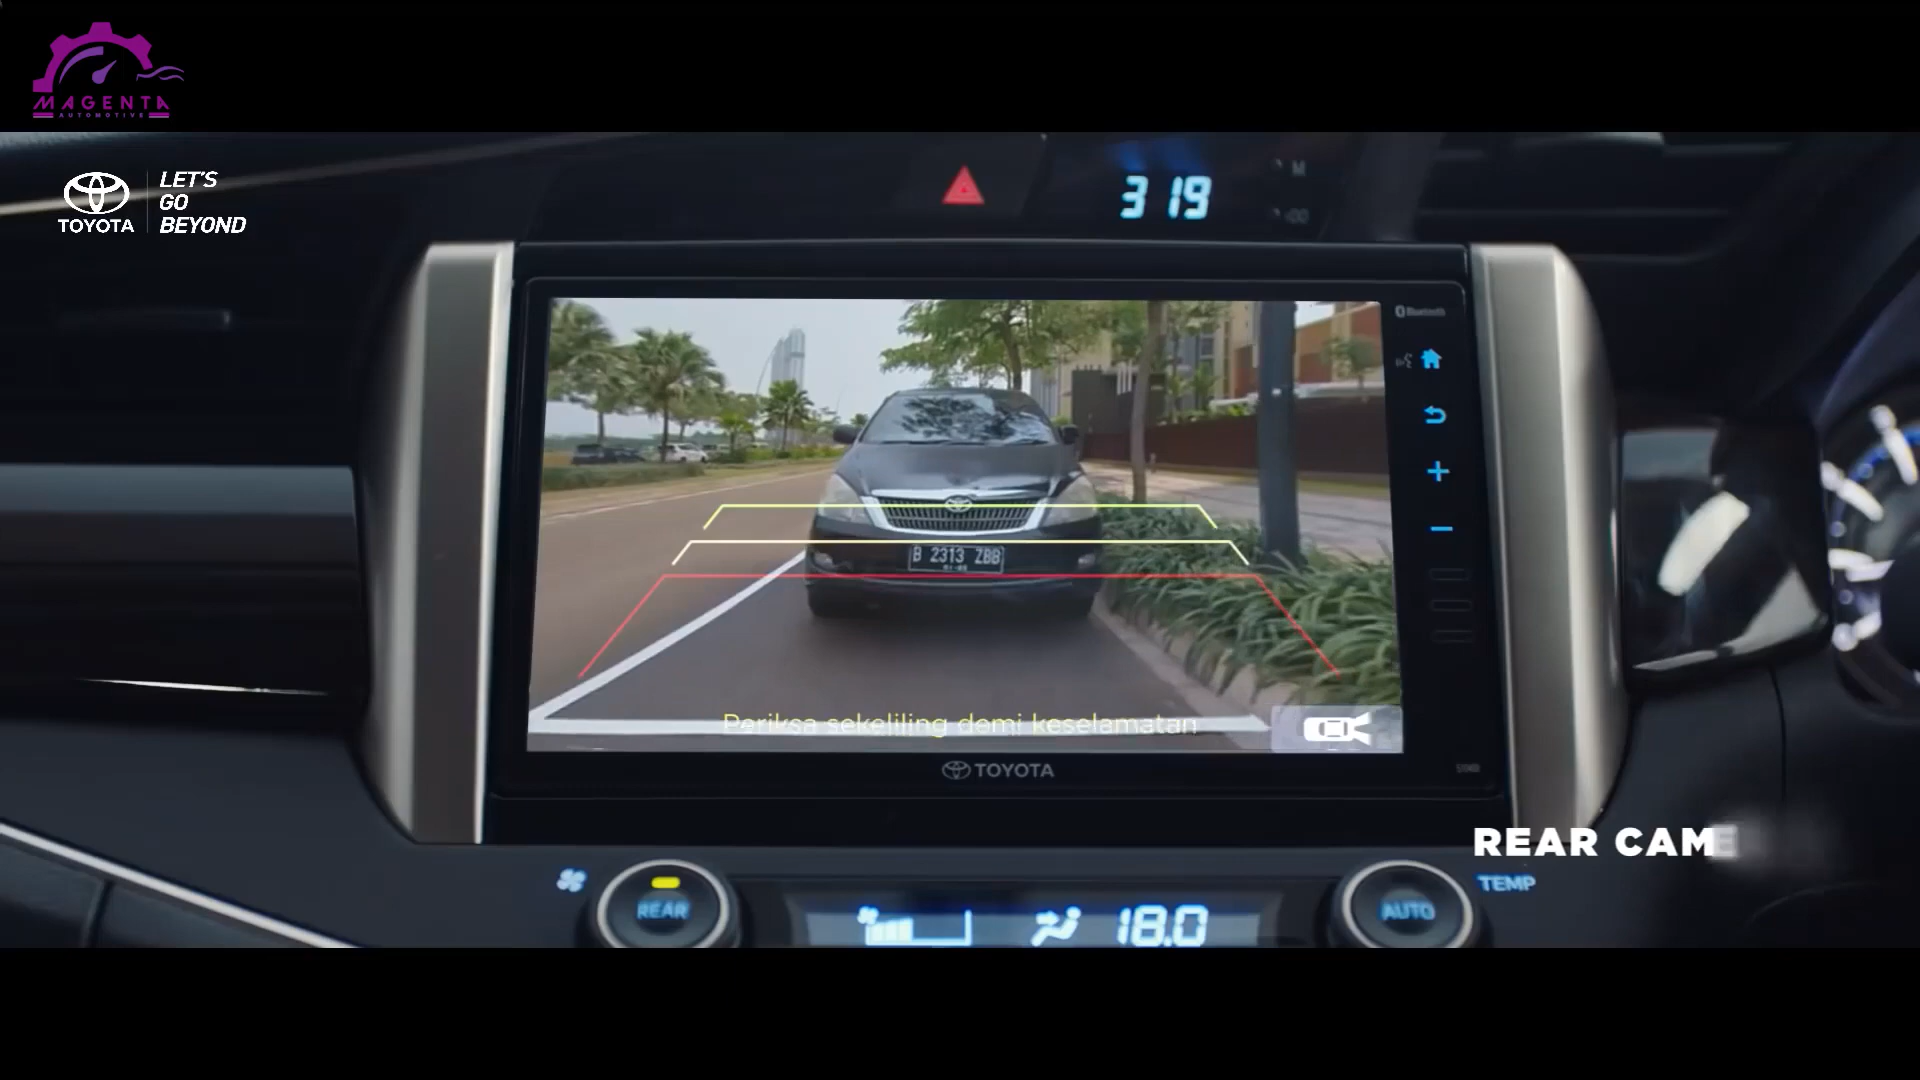 MAGENTA
AUTOMOTIVE
TOYOTA
LET'S
GO
BEYOND
3 19
Bluetooth
B 2313 ZBB
Periksa sekeliling demi keselamatan
TOYOTA
REAR CAME
REAR
18.0
AUTO
TEMP